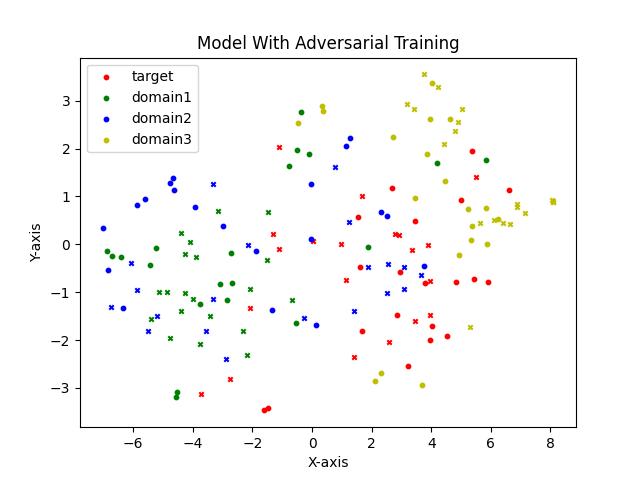 Model With Adversarial Training
target
domain1
domain2
domain3
Y-axis
3
2
1
0
−1
−2
−3
−6
−4
−2
0
2
4
6
8
X-axis